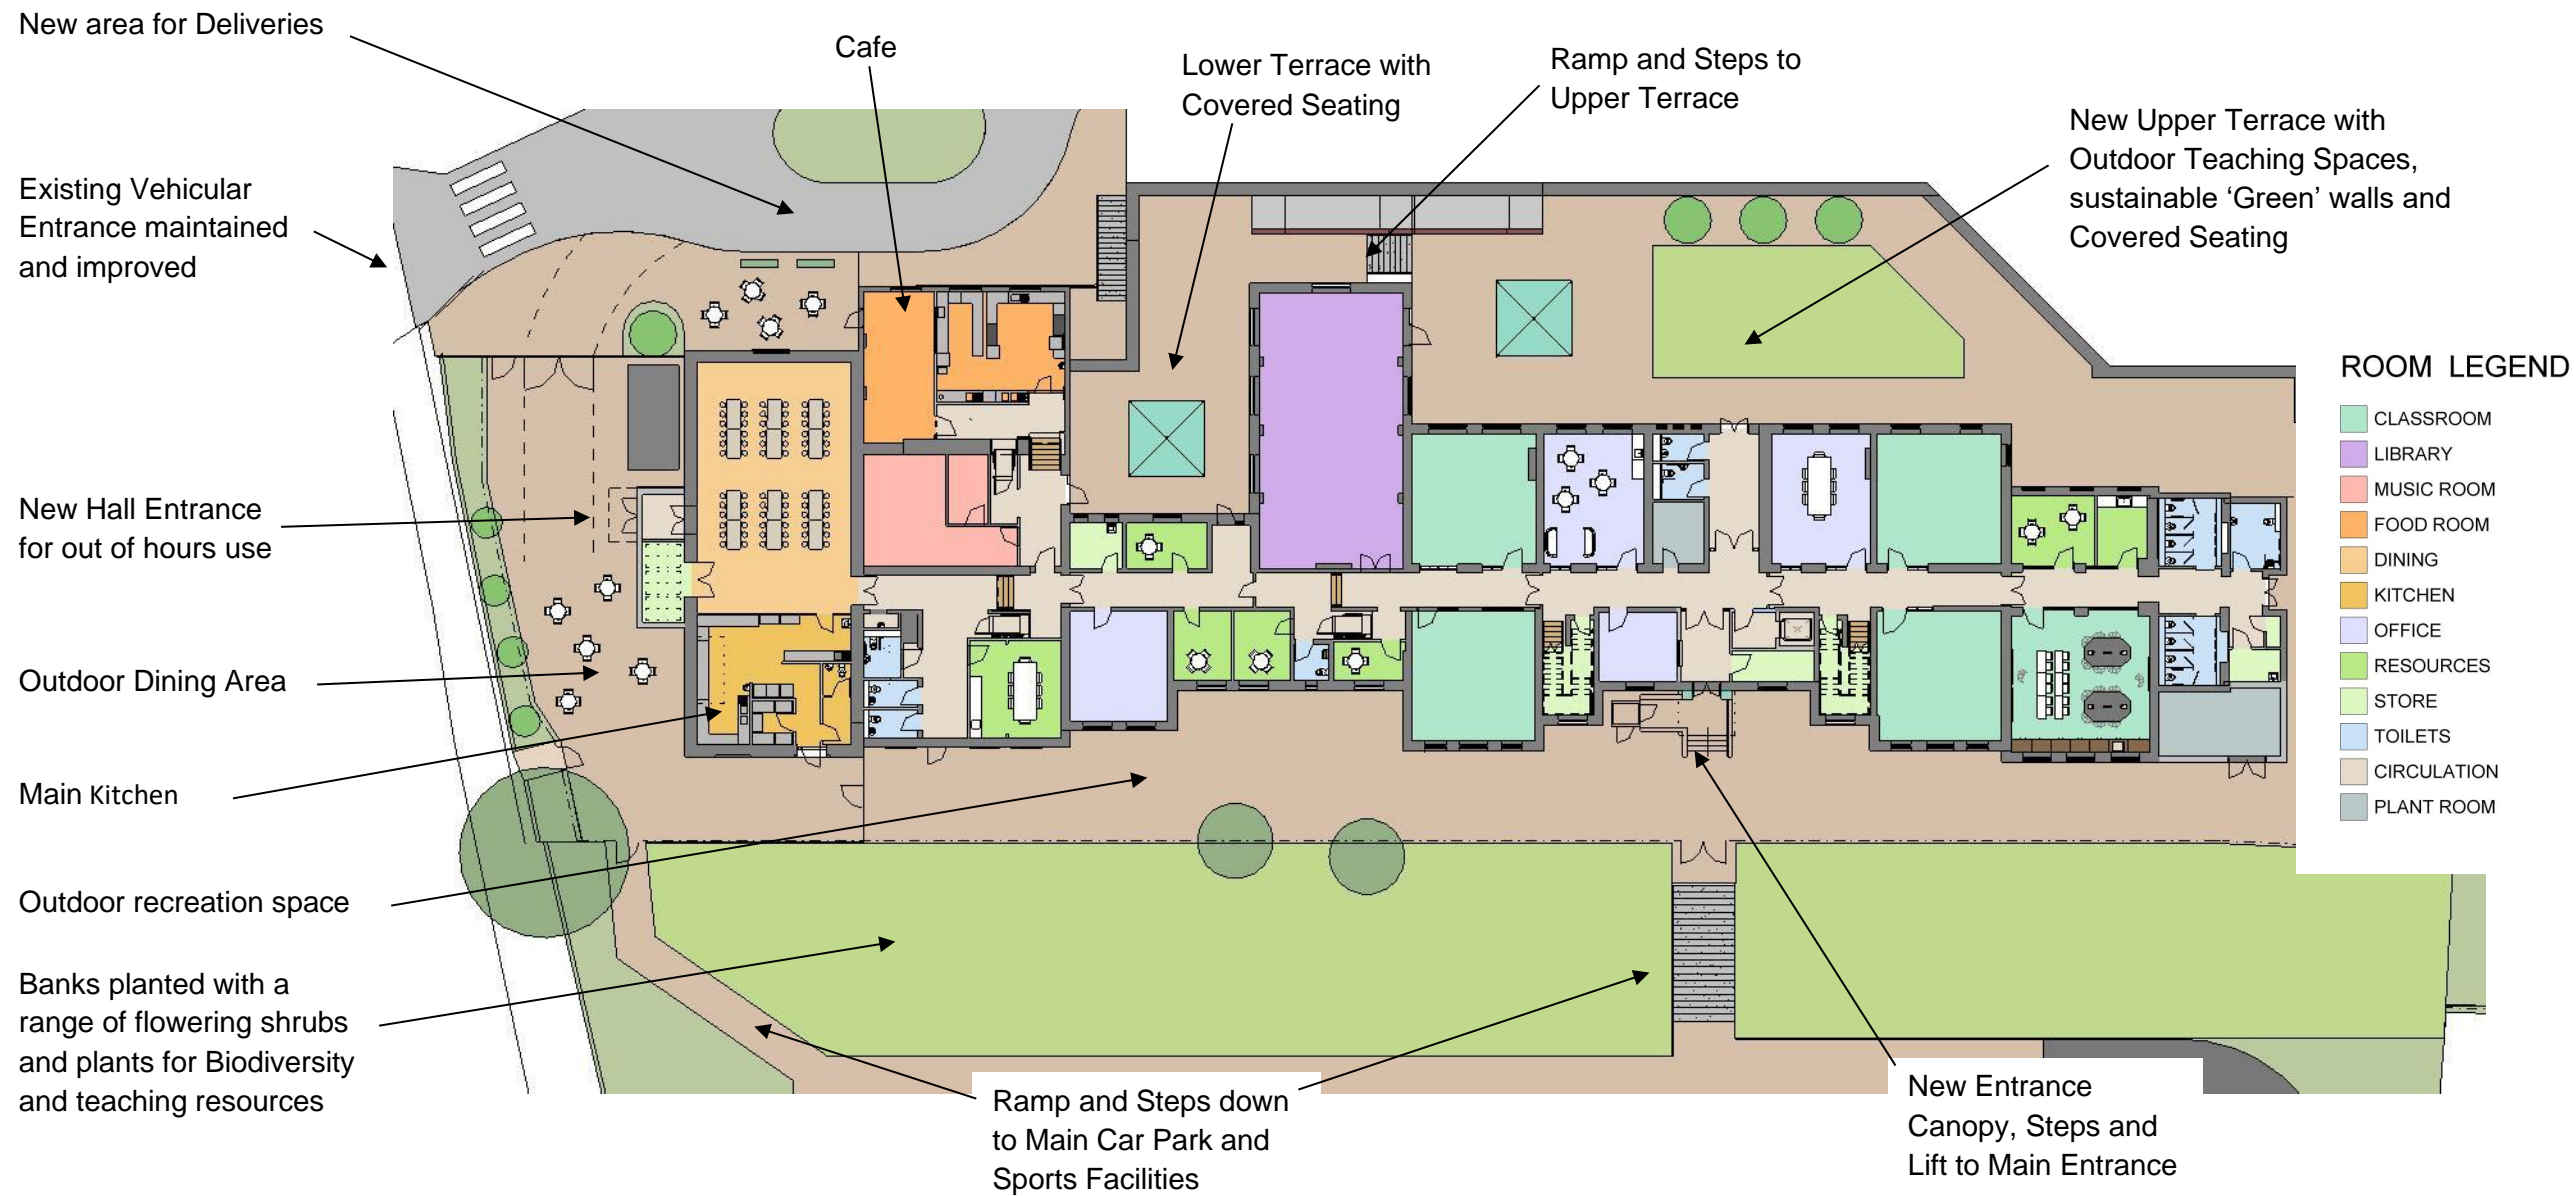 New area for Deliveries
Cafe
Lower Terrace with
Covered Seating
Ramp and Steps to
Upper Terrace
New Upper Terrace with
Outdoor Teaching Spaces,
sustainable ‘Green’ walls and
Covered Seating
Existing Vehicular
Entrance maintained
and improved
New Hall Entrance
for out of hours use
Outdoor Dining Area
Main Kitchen
Outdoor recreation space
Banks planted with a
range of flowering shrubs
and plants for Biodiversity
and teaching resources
Ramp and Steps down
to Main Car Park and
Sports Facilities
New Entrance
Canopy, Steps and
Lift to Main Entrance
ROOM LEGEND
CLASSROOM
LIBRARY
MUSIC ROOM
FOOD ROOM
DINING
KITCHEN
OFFICE
RESOURCES
STORE
TOILETS
CIRCULATION
PLANT ROOM